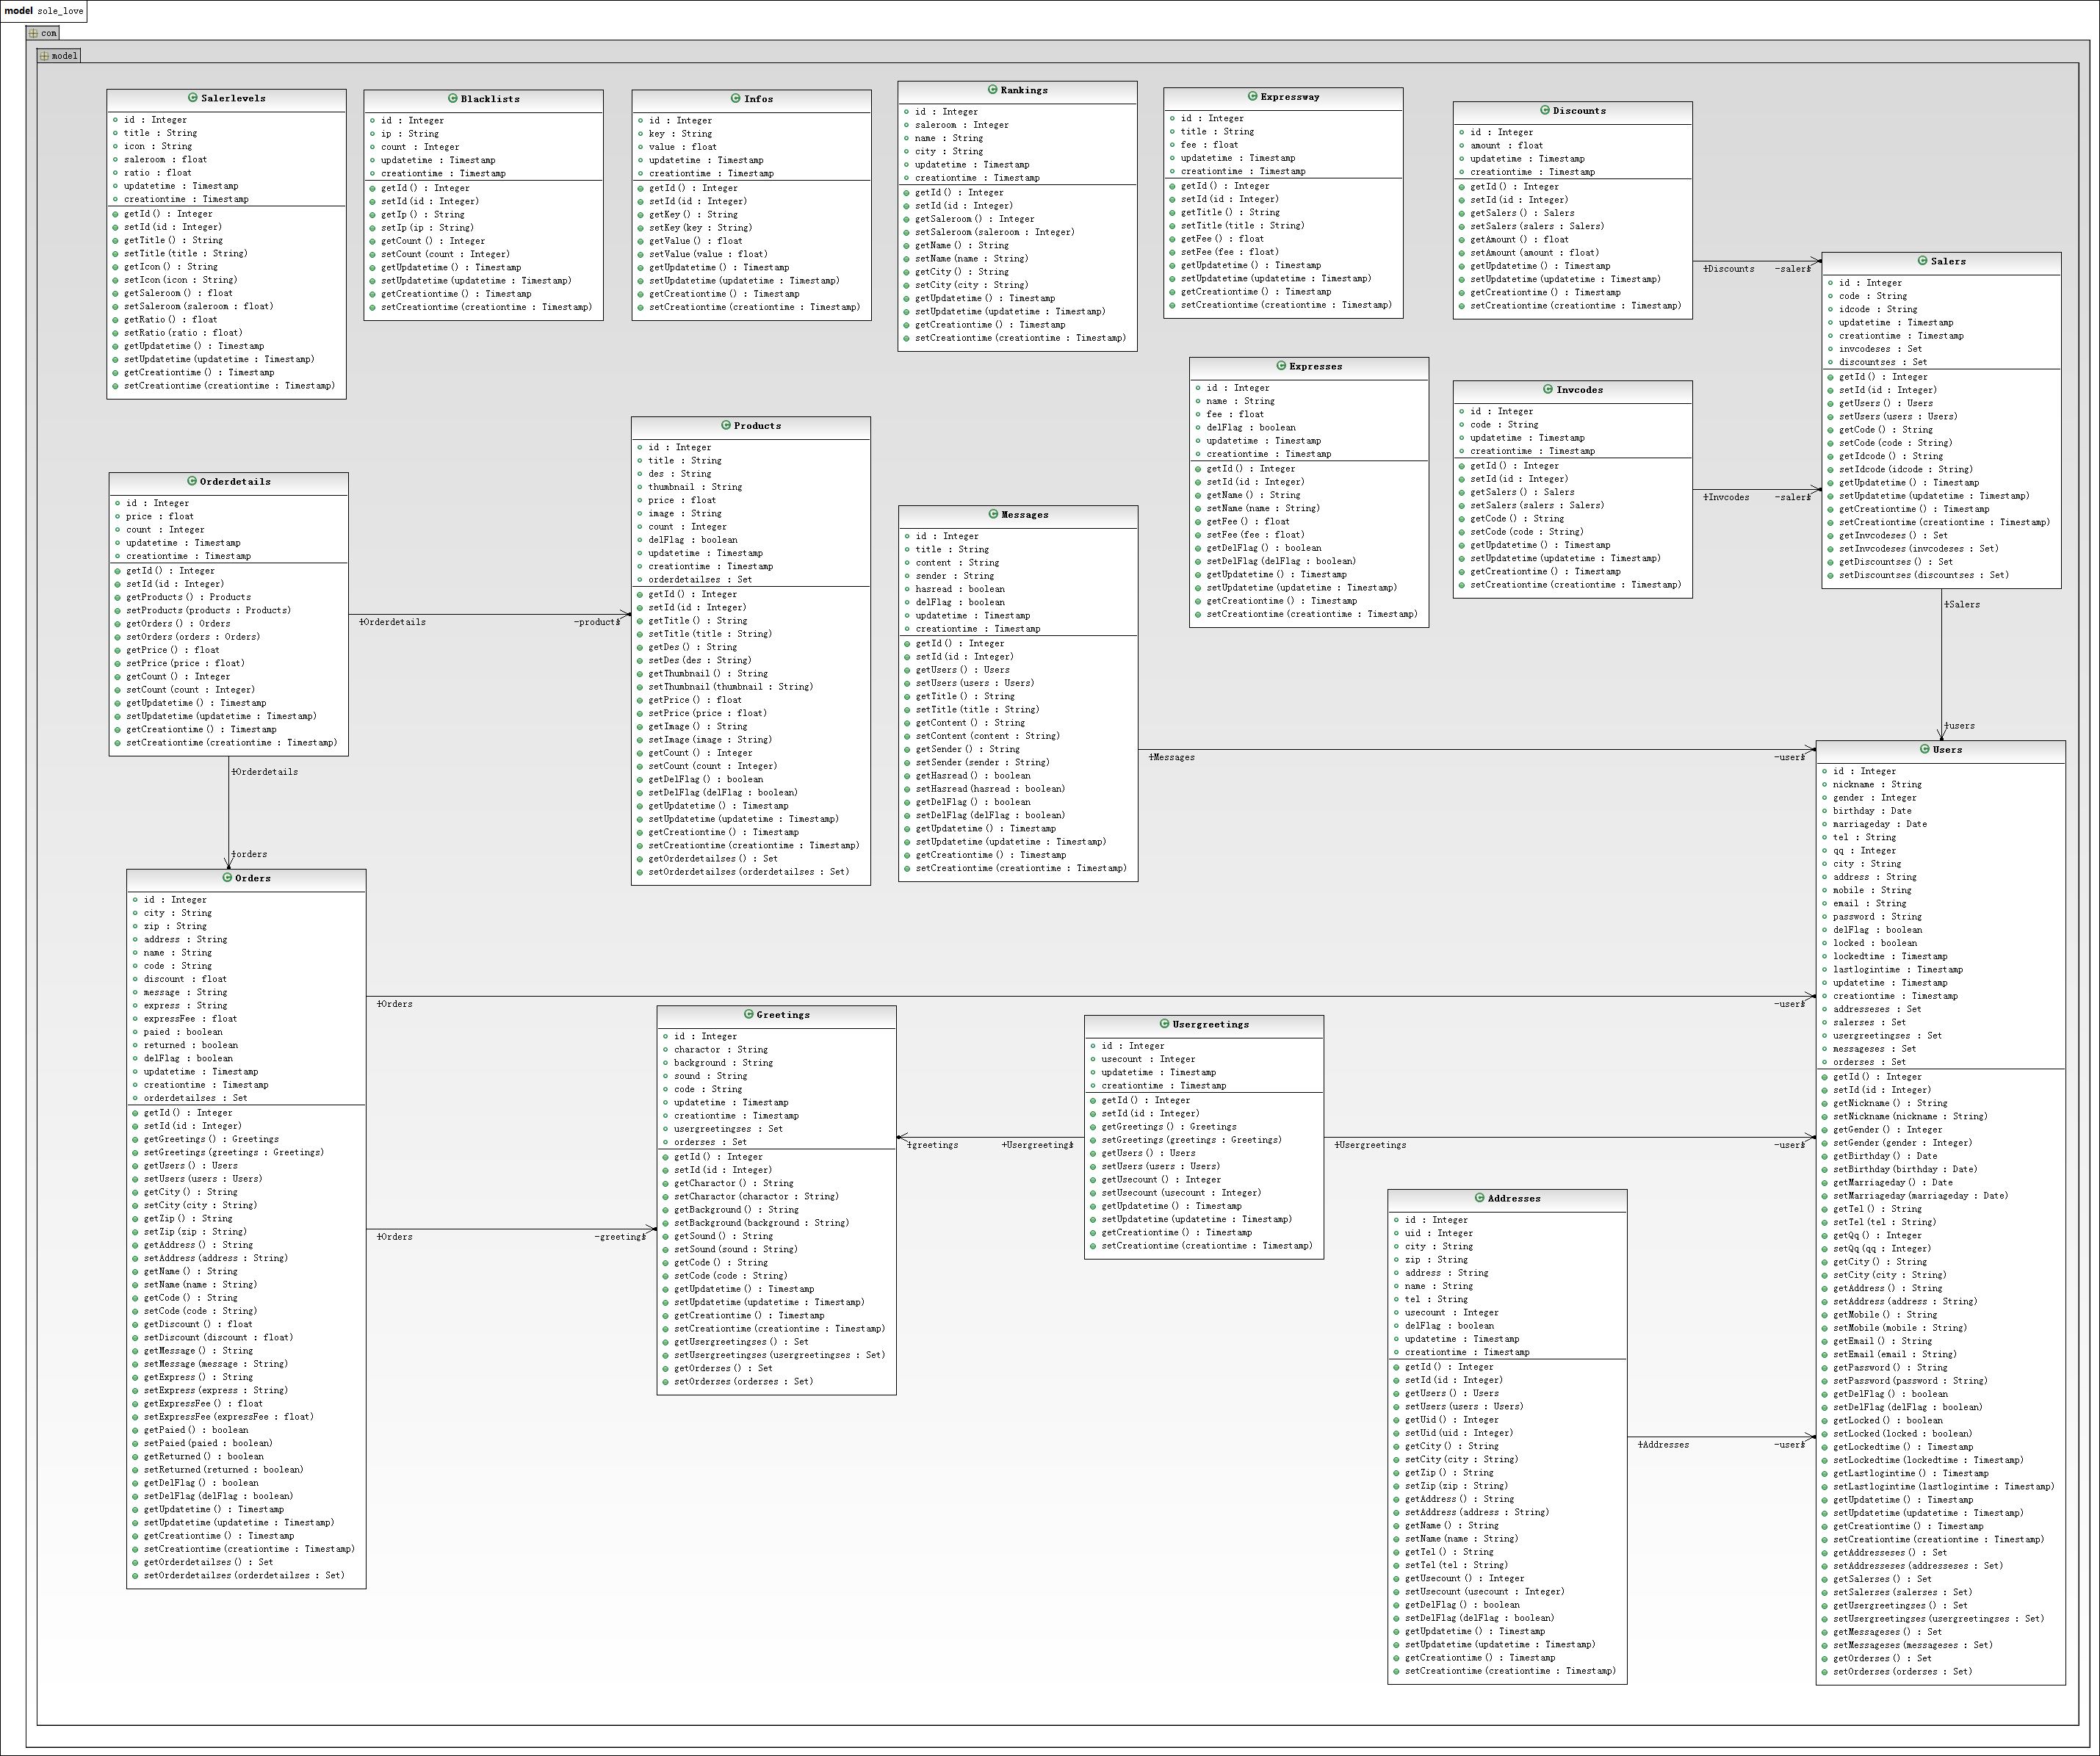 model sole_love
com
model
Salerlevels
id : Integer
title : String
icon : String
saleroom : float
ratio : float
updatetime : Timestamp
creationtime : Timestamp
getId() : Integer
setId(id : Integer)
getTitle() : String
setTitle(title : String)
getIcon() : String
setIcon(icon : String)
getSaleroom() : float
setSaleroom(saleroom : float)
getRatio() : float
setRatio(ratio : float)
getUpdatetime() : Timestamp
setUpdatetime(updatetime : Timestamp)
getCreationtime() : Timestamp
setCreationtime(creationtime : Timestamp)
Blacklists
id : Integer
ip : String
count : Integer
updatetime : Timestamp
creationtime : Timestamp
getId() : Integer
setId(id : Integer)
getIp() : String
setIp(ip : String)
getCount() : Integer
setCount(count : Integer)
getUpdatetime() : Timestamp
setUpdatetime(updatetime : Timestamp)
getCreationtime() : Timestamp
setCreationtime(creationtime : Timestamp)
Infos
id : Integer
key : String
value : float
updatetime : Timestamp
creationtime : Timestamp
getId() : Integer
setId(id : Integer)
getKey() : String
setKey(key : String)
getValue() : float
setValue(value : float)
getUpdatetime() : Timestamp
setUpdatetime(updatetime : Timestamp)
getCreationtime() : Timestamp
setCreationtime(creationtime : Timestamp)
Rankings
id : Integer
saleroom : Integer
name : String
city : String
updatetime : Timestamp
creationtime : Timestamp
getId() : Integer
setId(id : Integer)
getSaleroom() : Integer
setSaleroom(saleroom : Integer)
getName() : String
setName(name : String)
getCity() : String
setCity(city : String)
getUpdatetime() : Timestamp
setUpdatetime(updatetime : Timestamp)
getCreationtime() : Timestamp
setCreationtime(creationtime : Timestamp)
Expressway
id : Integer
title : String
fee : float
updatetime : Timestamp
creationtime : Timestamp
getId() : Integer
setId(id : Integer)
getTitle() : String
setTitle(title : String)
getFee() : float
setFee(fee : float)
getUpdatetime() : Timestamp
setUpdatetime(updatetime : Timestamp)
getCreationtime() : Timestamp
setCreationtime(creationtime : Timestamp)
Discounts
id : Integer
amount : float
updatetime : Timestamp
creationtime : Timestamp
getId() : Integer
setId(id : Integer)
getSalers() : Salers
setSalers(salers : Salers)
getAmount() : float
setAmount(amount : float)
getUpdatetime() : Timestamp
setUpdatetime(updatetime : Timestamp)
getCreationtime() : Timestamp
setCreationtime(creationtime : Timestamp)
+Discounts -salers
Salers
id : Integer
code : String
idcode : String
updatetime : Timestamp
creationtime : Timestamp
invcodeses : Set
discountses : Set
getId() : Integer
setId(id : Integer)
getUsers() : Users
setUsers(users : Users)
getCode() : String
setCode(code : String)
getIdcode() : String
setIdcode(idcode : String)
getUpdatetime() : Timestamp
setUpdatetime(updatetime : Timestamp)
getCreationtime() : Timestamp
setCreationtime(creationtime : Timestamp)
getInvcodeses() : Set
setInvcodeses(invcodeses : Set)
getDiscountses() : Set
setDiscountses(discountses : Set)
Expresses
id : Integer
name : String
fee : float
delFlag : boolean
updatetime : Timestamp
creationtime : Timestamp
getId() : Integer
setId(id : Integer)
getName() : String
setName(name : String)
getFee() : float
setFee(fee : float)
getDelFlag() : boolean
setDelFlag(delFlag : boolean)
getUpdatetime() : Timestamp
setUpdatetime(updatetime : Timestamp)
getCreationtime() : Timestamp
setCreationtime(creationtime : Timestamp)
Invcodes
id : Integer
code : String
updatetime : Timestamp
creationtime : Timestamp
getId() : Integer
setId(id : Integer)
getSalers() : Salers
setSalers(salers : Salers)
getCode() : String
setCode(code : String)
getUpdatetime() : Timestamp
setUpdatetime(updatetime : Timestamp)
getCreationtime() : Timestamp
setCreationtime(creationtime : Timestamp)
+Invcodes -salers
+Salers
+users
Orderdetails
id : Integer
price : float
count : Integer
updatetime : Timestamp
creationtime : Timestamp
getId() : Integer
setId(id : Integer)
getProducts() : Products
setProducts(products : Products)
getOrders() : Orders
setOrders(orders : Orders)
getPrice() : float
setPrice(price : float)
getCount() : Integer
setCount(count : Integer)
getUpdatetime() : Timestamp
setUpdatetime(updatetime : Timestamp)
getCreationtime() : Timestamp
setCreationtime(creationtime : Timestamp)
+Orderdetails -products
+Orderdetails
+orders
Products
id : Integer
title : String
des : String
thumbnail : String
price : float
image : String
count : Integer
delFlag : boolean
updatetime : Timestamp
creationtime : Timestamp
orderdetailses : Set
getId() : Integer
setId(id : Integer)
getTitle() : String
setTitle(title : String)
getDes() : String
setDes(des : String)
getThumbnail() : String
setThumbnail(thumbnail : String)
getPrice() : float
setPrice(price : float)
getImage() : String
setImage(image : String)
getCount() : Integer
setCount(count : Integer)
getDelFlag() : boolean
setDelFlag(delFlag : boolean)
getUpdatetime() : Timestamp
setUpdatetime(updatetime : Timestamp)
getCreationtime() : Timestamp
setCreationtime(creationtime : Timestamp)
getOrderdetailses() : Set
setOrderdetailses(orderdetailses : Set)
Messages
id : Integer
title : String
content : String
sender : String
hasread : boolean
delFlag : boolean
updatetime : Timestamp
creationtime : Timestamp
getId() : Integer
setId(id : Integer)
getUsers() : Users
setUsers(users : Users)
getTitle() : String
setTitle(title : String)
getContent() : String
setContent(content : String)
getSender() : String
setSender(sender : String)
getHasread() : boolean
setHasread(hasread : boolean)
getDelFlag() : boolean
setDelFlag(delFlag : boolean)
getUpdatetime() : Timestamp
setUpdatetime(updatetime : Timestamp)
getCreationtime() : Timestamp
setCreationtime(creationtime : Timestamp)
+Messages -users
Users
id : Integer
nickname : String
gender : Integer
birthday : Date
marriageday : Date
tel : String
qq : Integer
city : String
address : String
mobile : String
email : String
password : String
delFlag : boolean
locked : boolean
lockedtime : Timestamp
lastlogintime : Timestamp
updatetime : Timestamp
creationtime : Timestamp
addresseses : Set
salerses : Set
usergreetingses : Set
messageses : Set
orderses : Set
getId() : Integer
setId(id : Integer)
getNickname() : String
setNickname(nickname : String)
getGender() : Integer
setGender(gender : Integer)
getBirthday() : Date
setBirthday(birthday : Date)
getMarriageday() : Date
setMarriageday(marriageday : Date)
getTel() : String
setTel(tel : String)
getQq() : Integer
setQq(qq : Integer)
getCity() : String
setCity(city : String)
getAddress() : String
setAddress(address : String)
getMobile() : String
setMobile(mobile : String)
getEmail() : String
setEmail(email : String)
getPassword() : String
setPassword(password : String)
getDelFlag() : boolean
setDelFlag(delFlag : boolean)
getLocked() : boolean
setLocked(locked : boolean)
getLockedtime() : Timestamp
setLockedtime(lockedtime : Timestamp)
getLastlogintime() : Timestamp
setLastlogintime(lastlogintime : Timestamp)
getUpdatetime() : Timestamp
setUpdatetime(updatetime : Timestamp)
getCreationtime() : Timestamp
setCreationtime(creationtime : Timestamp)
getAddresseses() : Set
setAddresseses(addresseses : Set)
getSalerses() : Set
setSalerses(salerses : Set)
getUsergreetingses() : Set
setUsergreetingses(usergreetingses : Set)
getMessageses() : Set
setMessageses(messageses : Set)
getOrderses() : Set
setOrderses(orderses : Set)
Orders
id : Integer
city : String
zip : String
address : String
name : String
code : String
discount : float
message : String
express : String
expressFee : float
paied : boolean
returned : boolean
delFlag : boolean
updatetime : Timestamp
creationtime : Timestamp
orderdetailses : Set
getId() : Integer
setId(id : Integer)
getGreetings() : Greetings
setGreetings(greetings : Greetings)
getUsers() : Users
setUsers(users : Users)
getCity() : String
setCity(city : String)
getZip() : String
setZip(zip : String)
getAddress() : String
setAddress(address : String)
getName() : String
setName(name : String)
getCode() : String
setCode(code : String)
getDiscount() : float
setDiscount(discount : float)
getMessage() : String
setMessage(message : String)
getExpress() : String
setExpress(express : String)
getExpressFee() : float
setExpressFee(expressFee : float)
getPaied() : boolean
setPaied(paied : boolean)
getReturned() : boolean
setReturned(returned : boolean)
getDelFlag() : boolean
setDelFlag(delFlag : boolean)
getUpdatetime() : Timestamp
setUpdatetime(updatetime : Timestamp)
getCreationtime() : Timestamp
setCreationtime(creationtime : Timestamp)
getOrderdetailses() : Set
setOrderdetailses(orderdetailses : Set)
+Orders -users
+Orders -greetings
Greetings
id : Integer
charactor : String
background : String
sound : String
code : String
updatetime : Timestamp
creationtime : Timestamp
usergreetingses : Set
orderses : Set
getId() : Integer
setId(id : Integer)
getCharactor() : String
setCharactor(charactor : String)
getBackground() : String
setBackground(background : String)
getSound() : String
setSound(sound : String)
getCode() : String
setCode(code : String)
getUpdatetime() : Timestamp
setUpdatetime(updatetime : Timestamp)
getCreationtime() : Timestamp
setCreationtime(creationtime : Timestamp)
getUsergreetingses() : Set
setUsergreetingses(usergreetingses : Set)
getOrderses() : Set
setOrderses(orderses : Set)
+greetings +Usergreetings
Usergreetings
id : Integer
usecount : Integer
updatetime : Timestamp
creationtime : Timestamp
getId() : Integer
setId(id : Integer)
getGreetings() : Greetings
setGreetings(greetings : Greetings)
getUsers() : Users
setUsers(users : Users)
getUsecount() : Integer
setUsecount(usecount : Integer)
getUpdatetime() : Timestamp
setUpdatetime(updatetime : Timestamp)
getCreationtime() : Timestamp
setCreationtime(creationtime : Timestamp)
+Usergreetings -users
Addresses
id : Integer
uid : Integer
city : String
zip : String
address : String
name : String
tel : String
usecount : Integer
delFlag : boolean
updatetime : Timestamp
creationtime : Timestamp
getId() : Integer
setId(id : Integer)
getUsers() : Users
setUsers(users : Users)
getUid() : Integer
setUid(uid : Integer)
getCity() : String
setCity(city : String)
getZip() : String
setZip(zip : String)
getAddress() : String
setAddress(address : String)
getName() : String
setName(name : String)
getTel() : String
setTel(tel : String)
getUsecount() : Integer
setUsecount(usecount : Integer)
getDelFlag() : boolean
setDelFlag(delFlag : boolean)
getUpdatetime() : Timestamp
setUpdatetime(updatetime : Timestamp)
getCreationtime() : Timestamp
setCreationtime(creationtime : Timestamp)
+Addresses -users